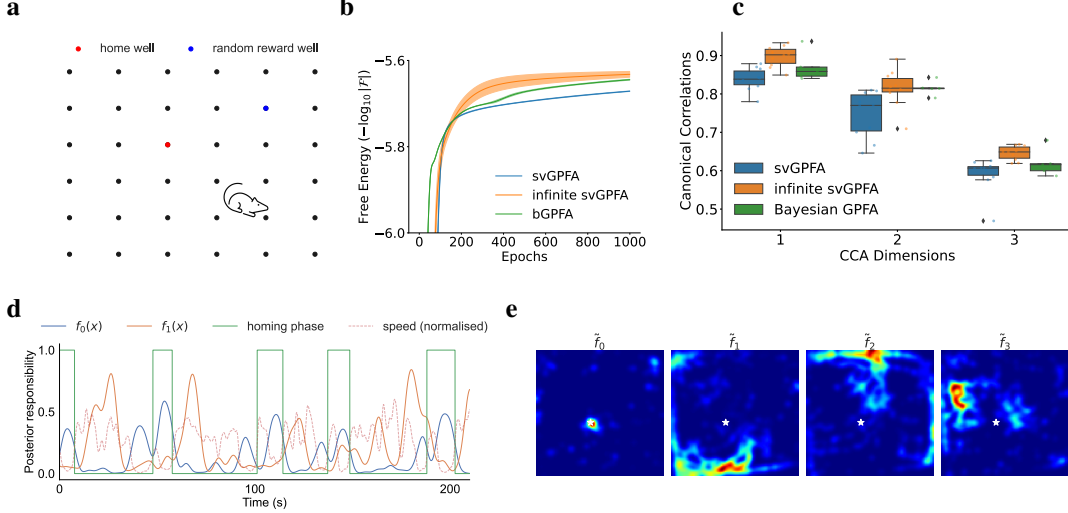 a
home well
random reward well
b
Free Energy (−log₁₀ |F|)
−5.6
−5.8
−6.0
0
200
400
600
800
1000
Epochs
svGPFA
infinite svGPFA
bGPFA
c
Canonical Correlations
0.9
0.8
0.7
0.6
0.5
svGPFA
infinite svGPFA
Bayesian GPFA
1
2
3
CCA Dimensions
d
f₀(x)
f₁(x)
homing phase
speed (normalised)
Posterior responsibility
1.0
0.5
0.0
0
100
200
Time (s)
e
f̃₀
f̃₁
f̃₂
f̃₃